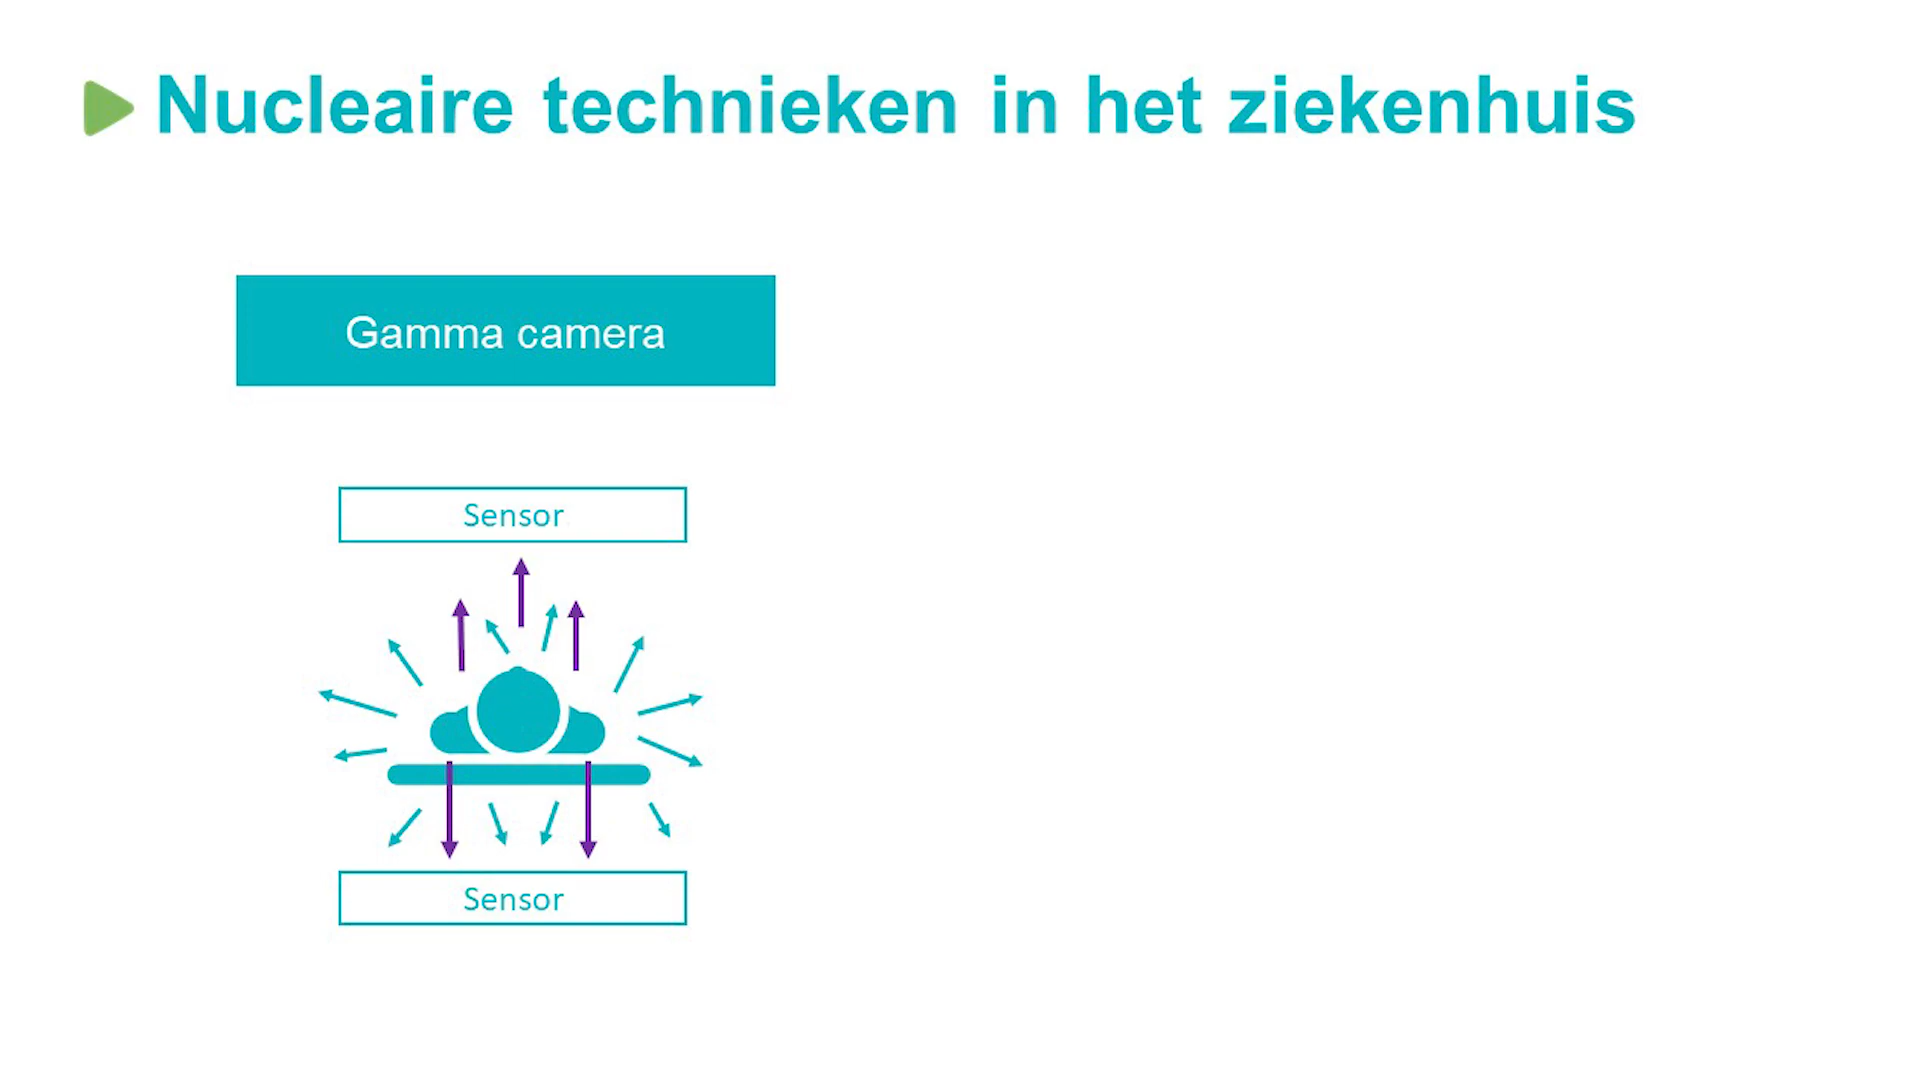 Nucleaire technieken in het ziekenhuis
Gamma camera
Sensor
Sensor